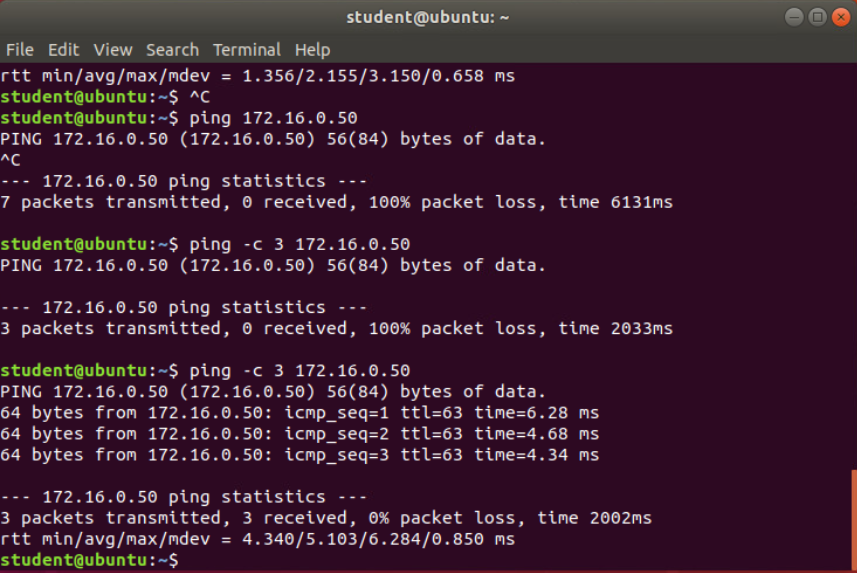 student@ubuntu: ~
File Edit View Search Terminal Help
rtt min/avg/max/mdev = 1.356/2.155/3.150/0.658 ms
student@ubuntu:~$ ^C
student@ubuntu:~$ ping 172.16.0.50
PING 172.16.0.50 (172.16.0.50) 56(84) bytes of data.
^C
--- 172.16.0.50 ping statistics ---
7 packets transmitted, 0 received, 100% packet loss, time 6131ms
student@ubuntu:~$ ping -c 3 172.16.0.50
PING 172.16.0.50 (172.16.0.50) 56(84) bytes of data.
--- 172.16.0.50 ping statistics ---
3 packets transmitted, 0 received, 100% packet loss, time 2033ms
student@ubuntu:~$ ping -c 3 172.16.0.50
PING 172.16.0.50 (172.16.0.50) 56(84) bytes of data.
64 bytes from 172.16.0.50: icmp_seq=1 ttl=63 time=6.28 ms
64 bytes from 172.16.0.50: icmp_seq=2 ttl=63 time=4.68 ms
64 bytes from 172.16.0.50: icmp_seq=3 ttl=63 time=4.34 ms
--- 172.16.0.50 ping statistics ---
3 packets transmitted, 3 received, 0% packet loss, time 2002ms
rtt min/avg/max/mdev = 4.340/5.103/6.284/0.850 ms
student@ubuntu:~$